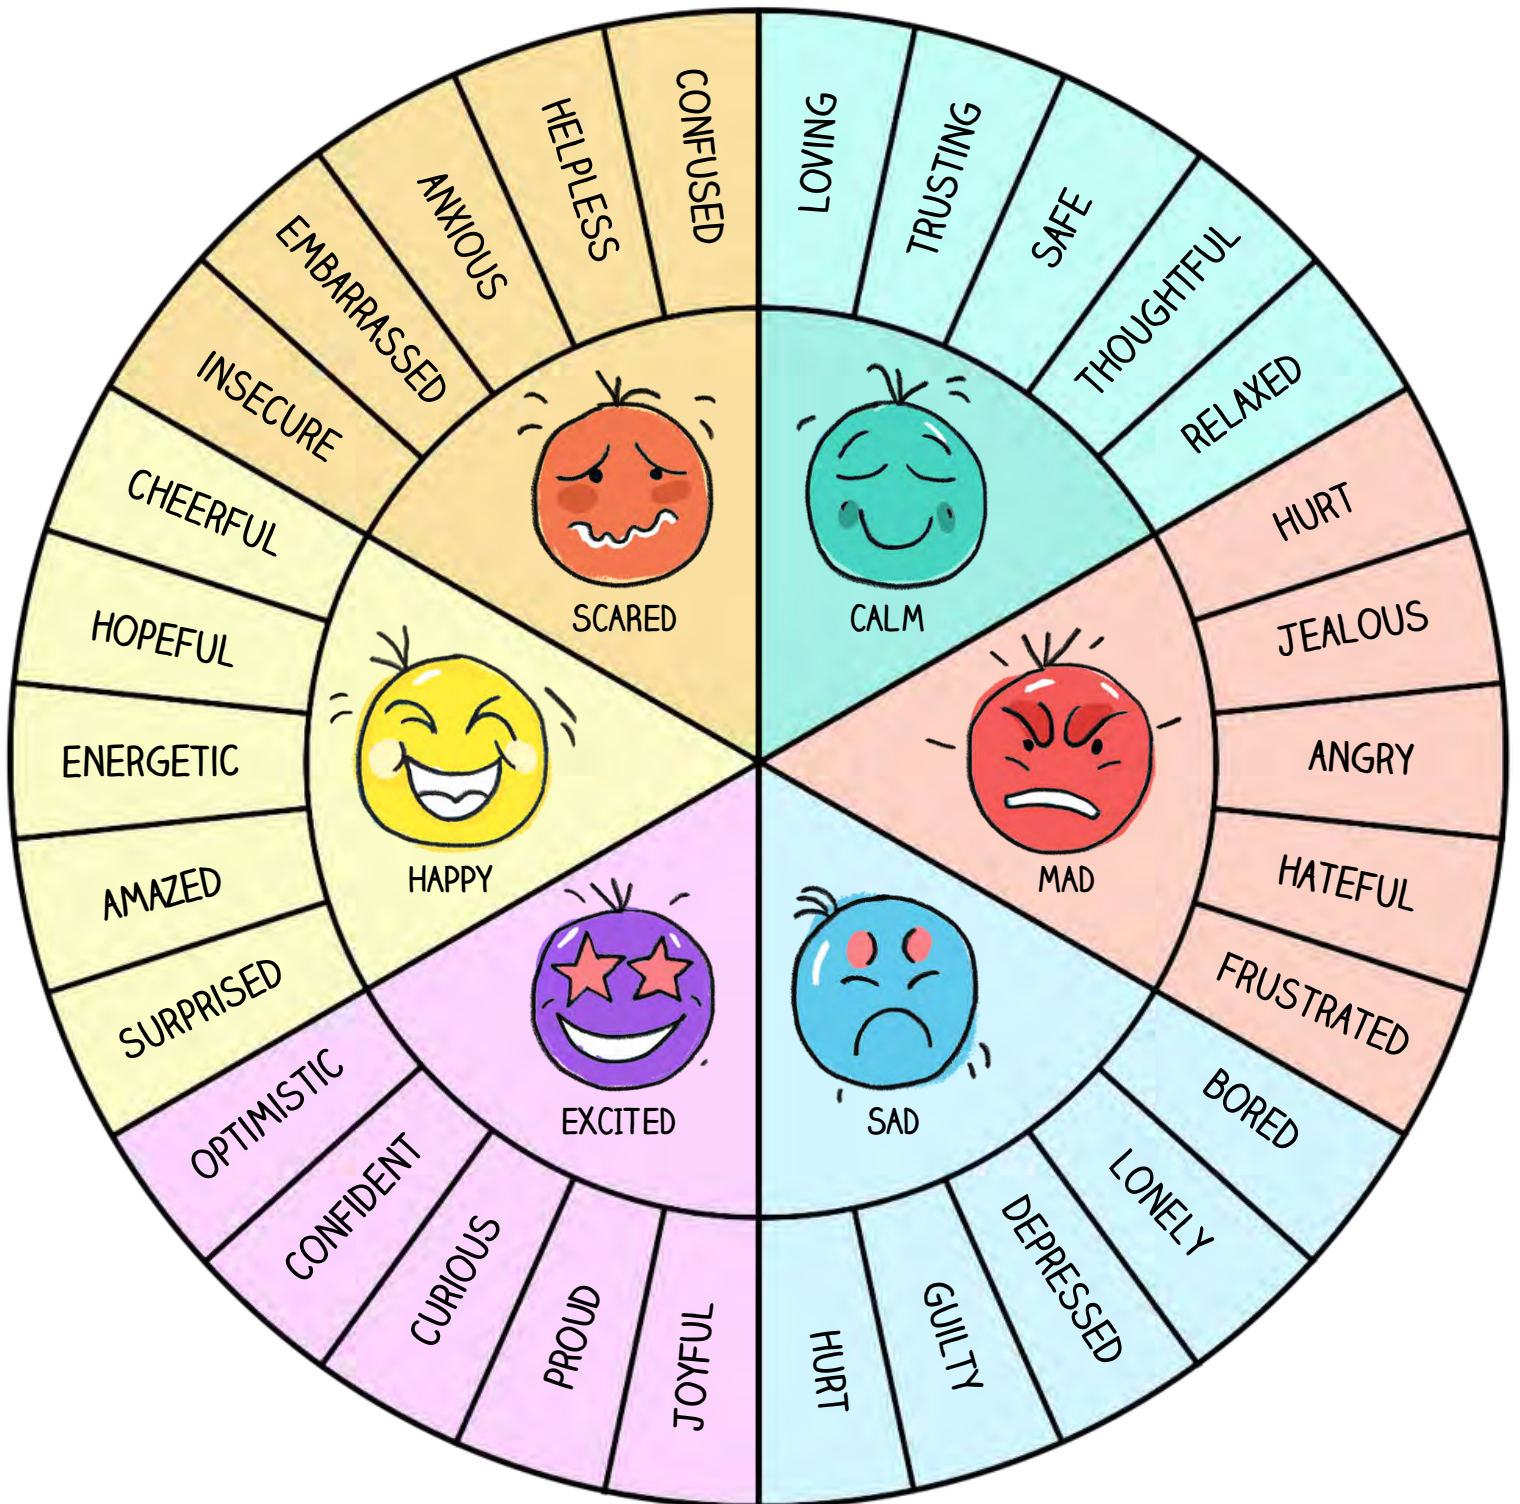 LOVING
TRUSTING
SAFE
THOUGHTFUL
RELAXED
HURT
JEALOUS
ANGRY
HATEFUL
FRUSTRATED
BORED
LONELY
DEPRESSED
GUILTY
HURT
JOYFUL
PROUD
CURIOUS
CONFIDENT
OPTIMISTIC
SURPRISED
AMAZED
ENERGETIC
HOPEFUL
CHEERFUL
INSECURE
EMBARRASSED
ANXIOUS
HELPLESS
CONFUSED
CALM
MAD
SAD
EXCITED
HAPPY
SCARED